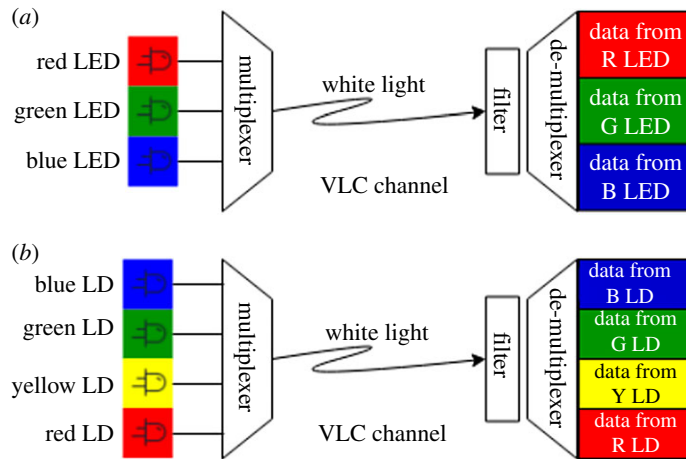 (a)
red LED
green LED
blue LED
multiplexer
white light
VLC channel
filter
de-multiplexer
data from
R LED
data from
G LED
data from
B LED
(b)
blue LD
green LD
yellow LD
red LD
multiplexer
white light
VLC channel
filter
de-multiplexer
data from
B LD
data from
G LD
data from
Y LD
data from
R LD